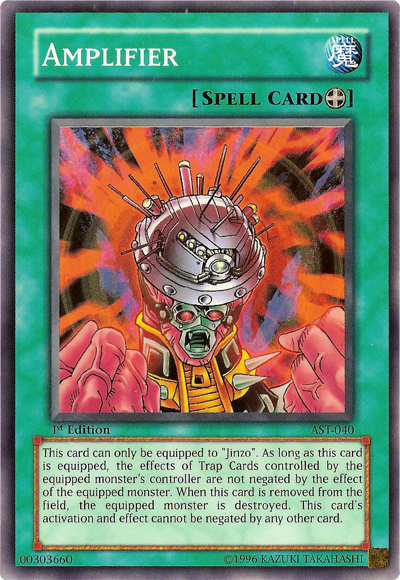 AMPLIFIER
SPELL
魔
[SPELL CARD]
1st Edition
AST-040
This card can only be equipped to "Jinzo". As long as this card
is equipped, the effects of Trap Cards controlled by the
equipped monster's controller are not negated by the effect
of the equipped monster. When this card is removed from the
field, the equipped monster is destroyed. This card's
activation and effect cannot be negated by any other card.
00303660
©1996 KAZUKI TAKAHASHI